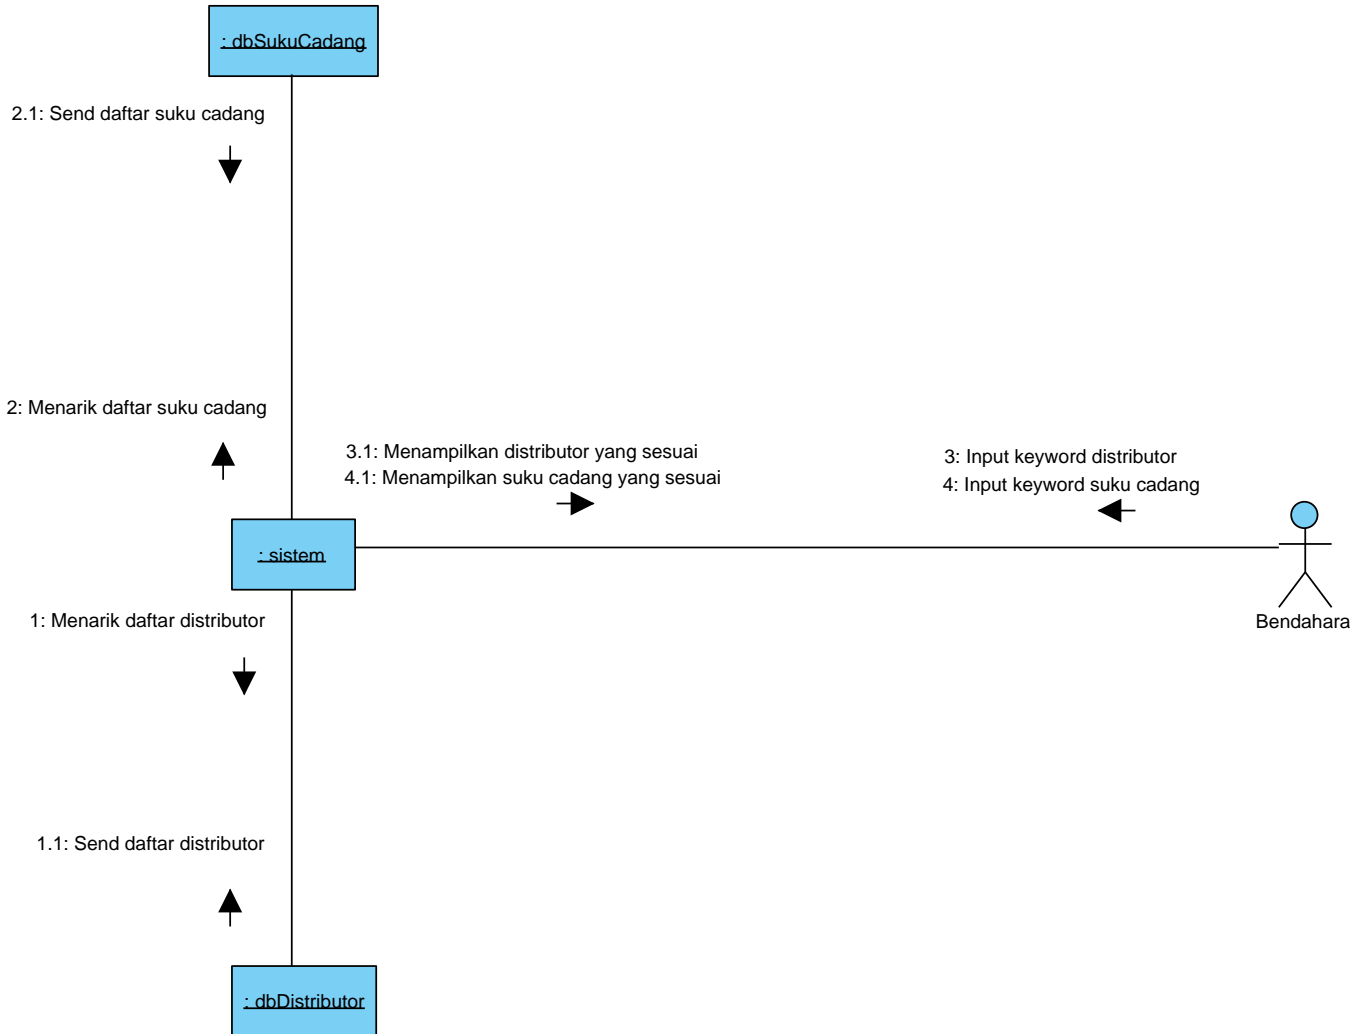 : dbSukuCadang
2.1: Send daftar suku cadang
2: Menarik daftar suku cadang
3.1: Menampilkan distributor yang sesuai
4.1: Menampilkan suku cadang yang sesuai
3: Input keyword distributor
4: Input keyword suku cadang
: sistem
Bendahara
1: Menarik daftar distributor
1.1: Send daftar distributor
: dbDistributor